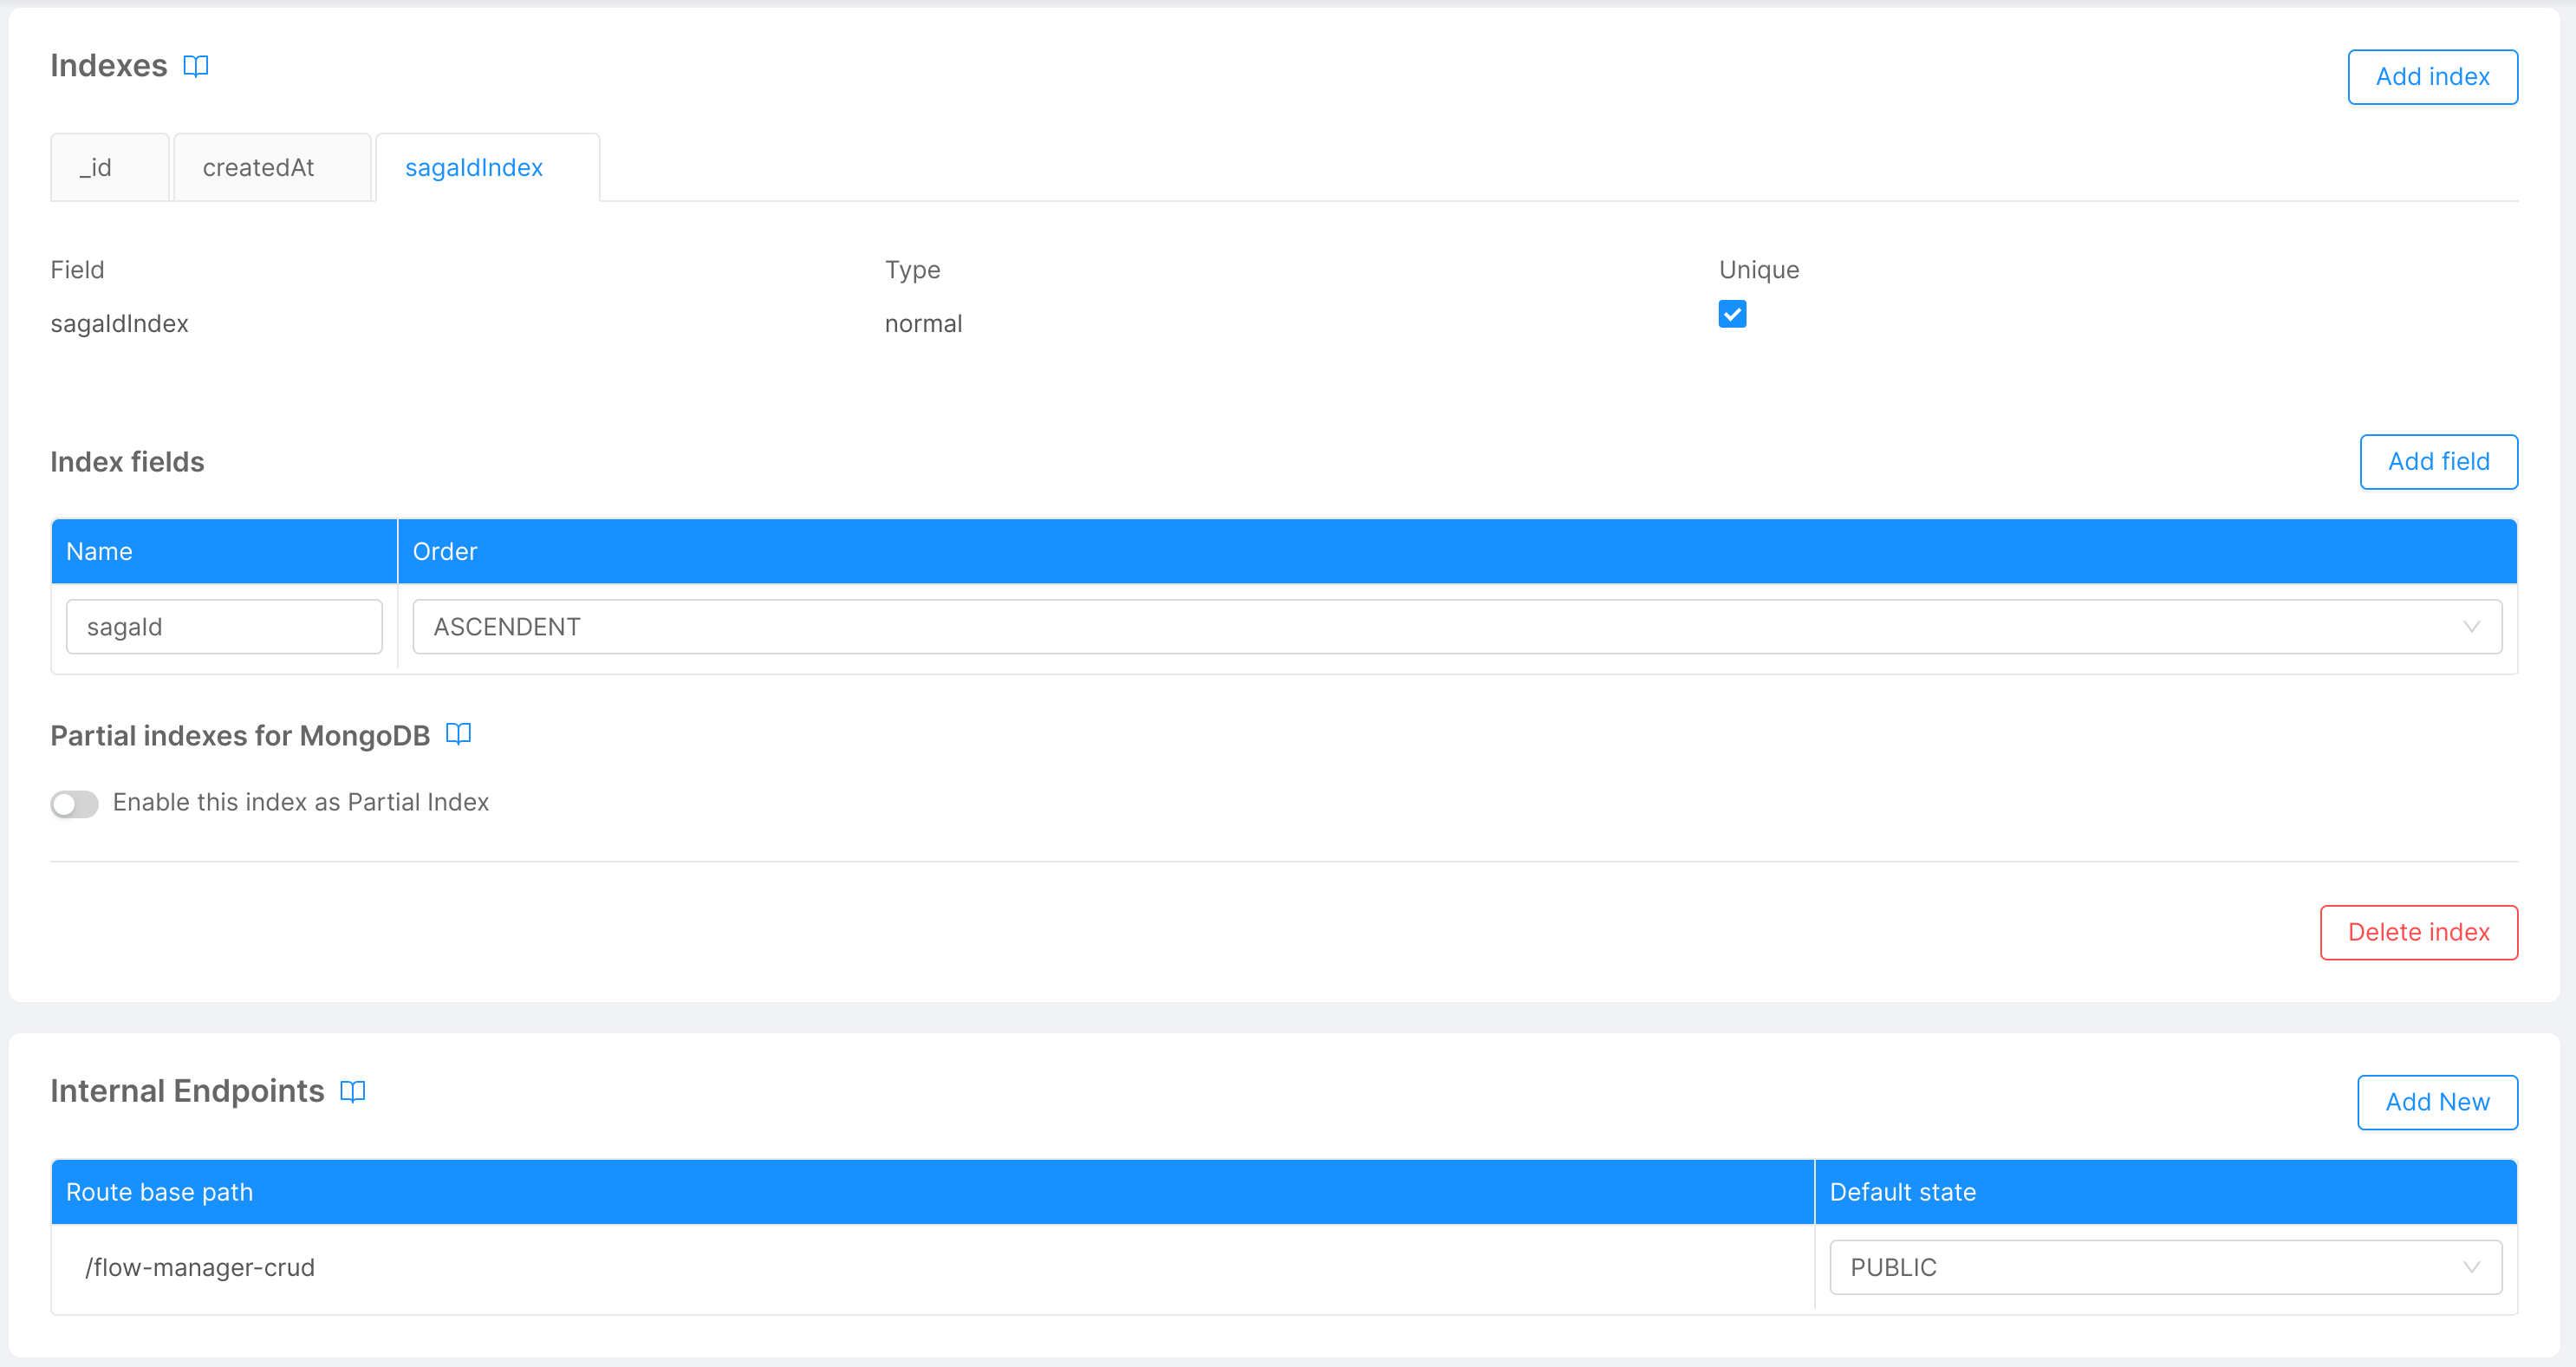 Indexes
Add index
_id createdAt sagaIdIndex
Field Type Unique
sagaIdIndex normal
Index fields
Add field
Name Order
sagaId ASCENDENT
Partial indexes for MongoDB
Enable this index as Partial Index
Delete index
Internal Endpoints
Add New
Route base path Default state
/flow-manager-crud PUBLIC